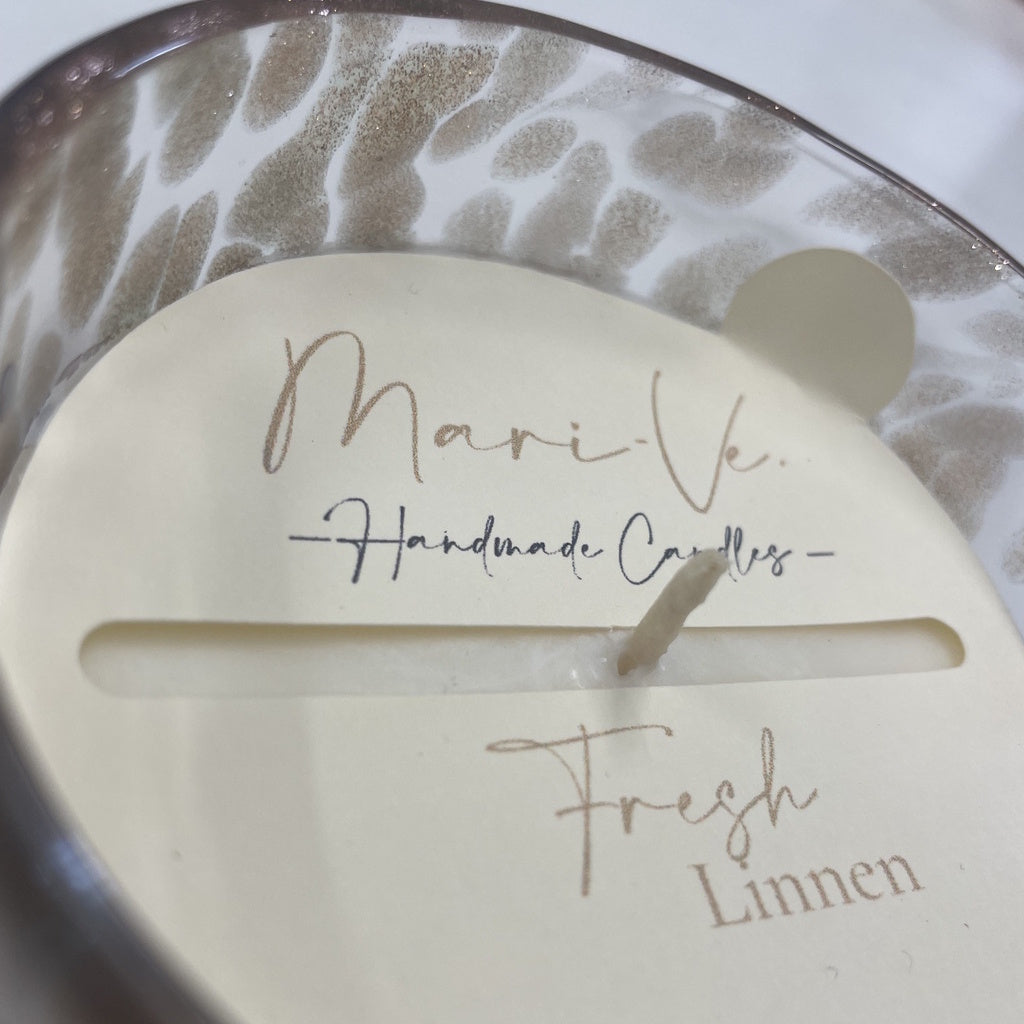 Mari-Ve.
-Handmade Candles-
Fresh
Linnen